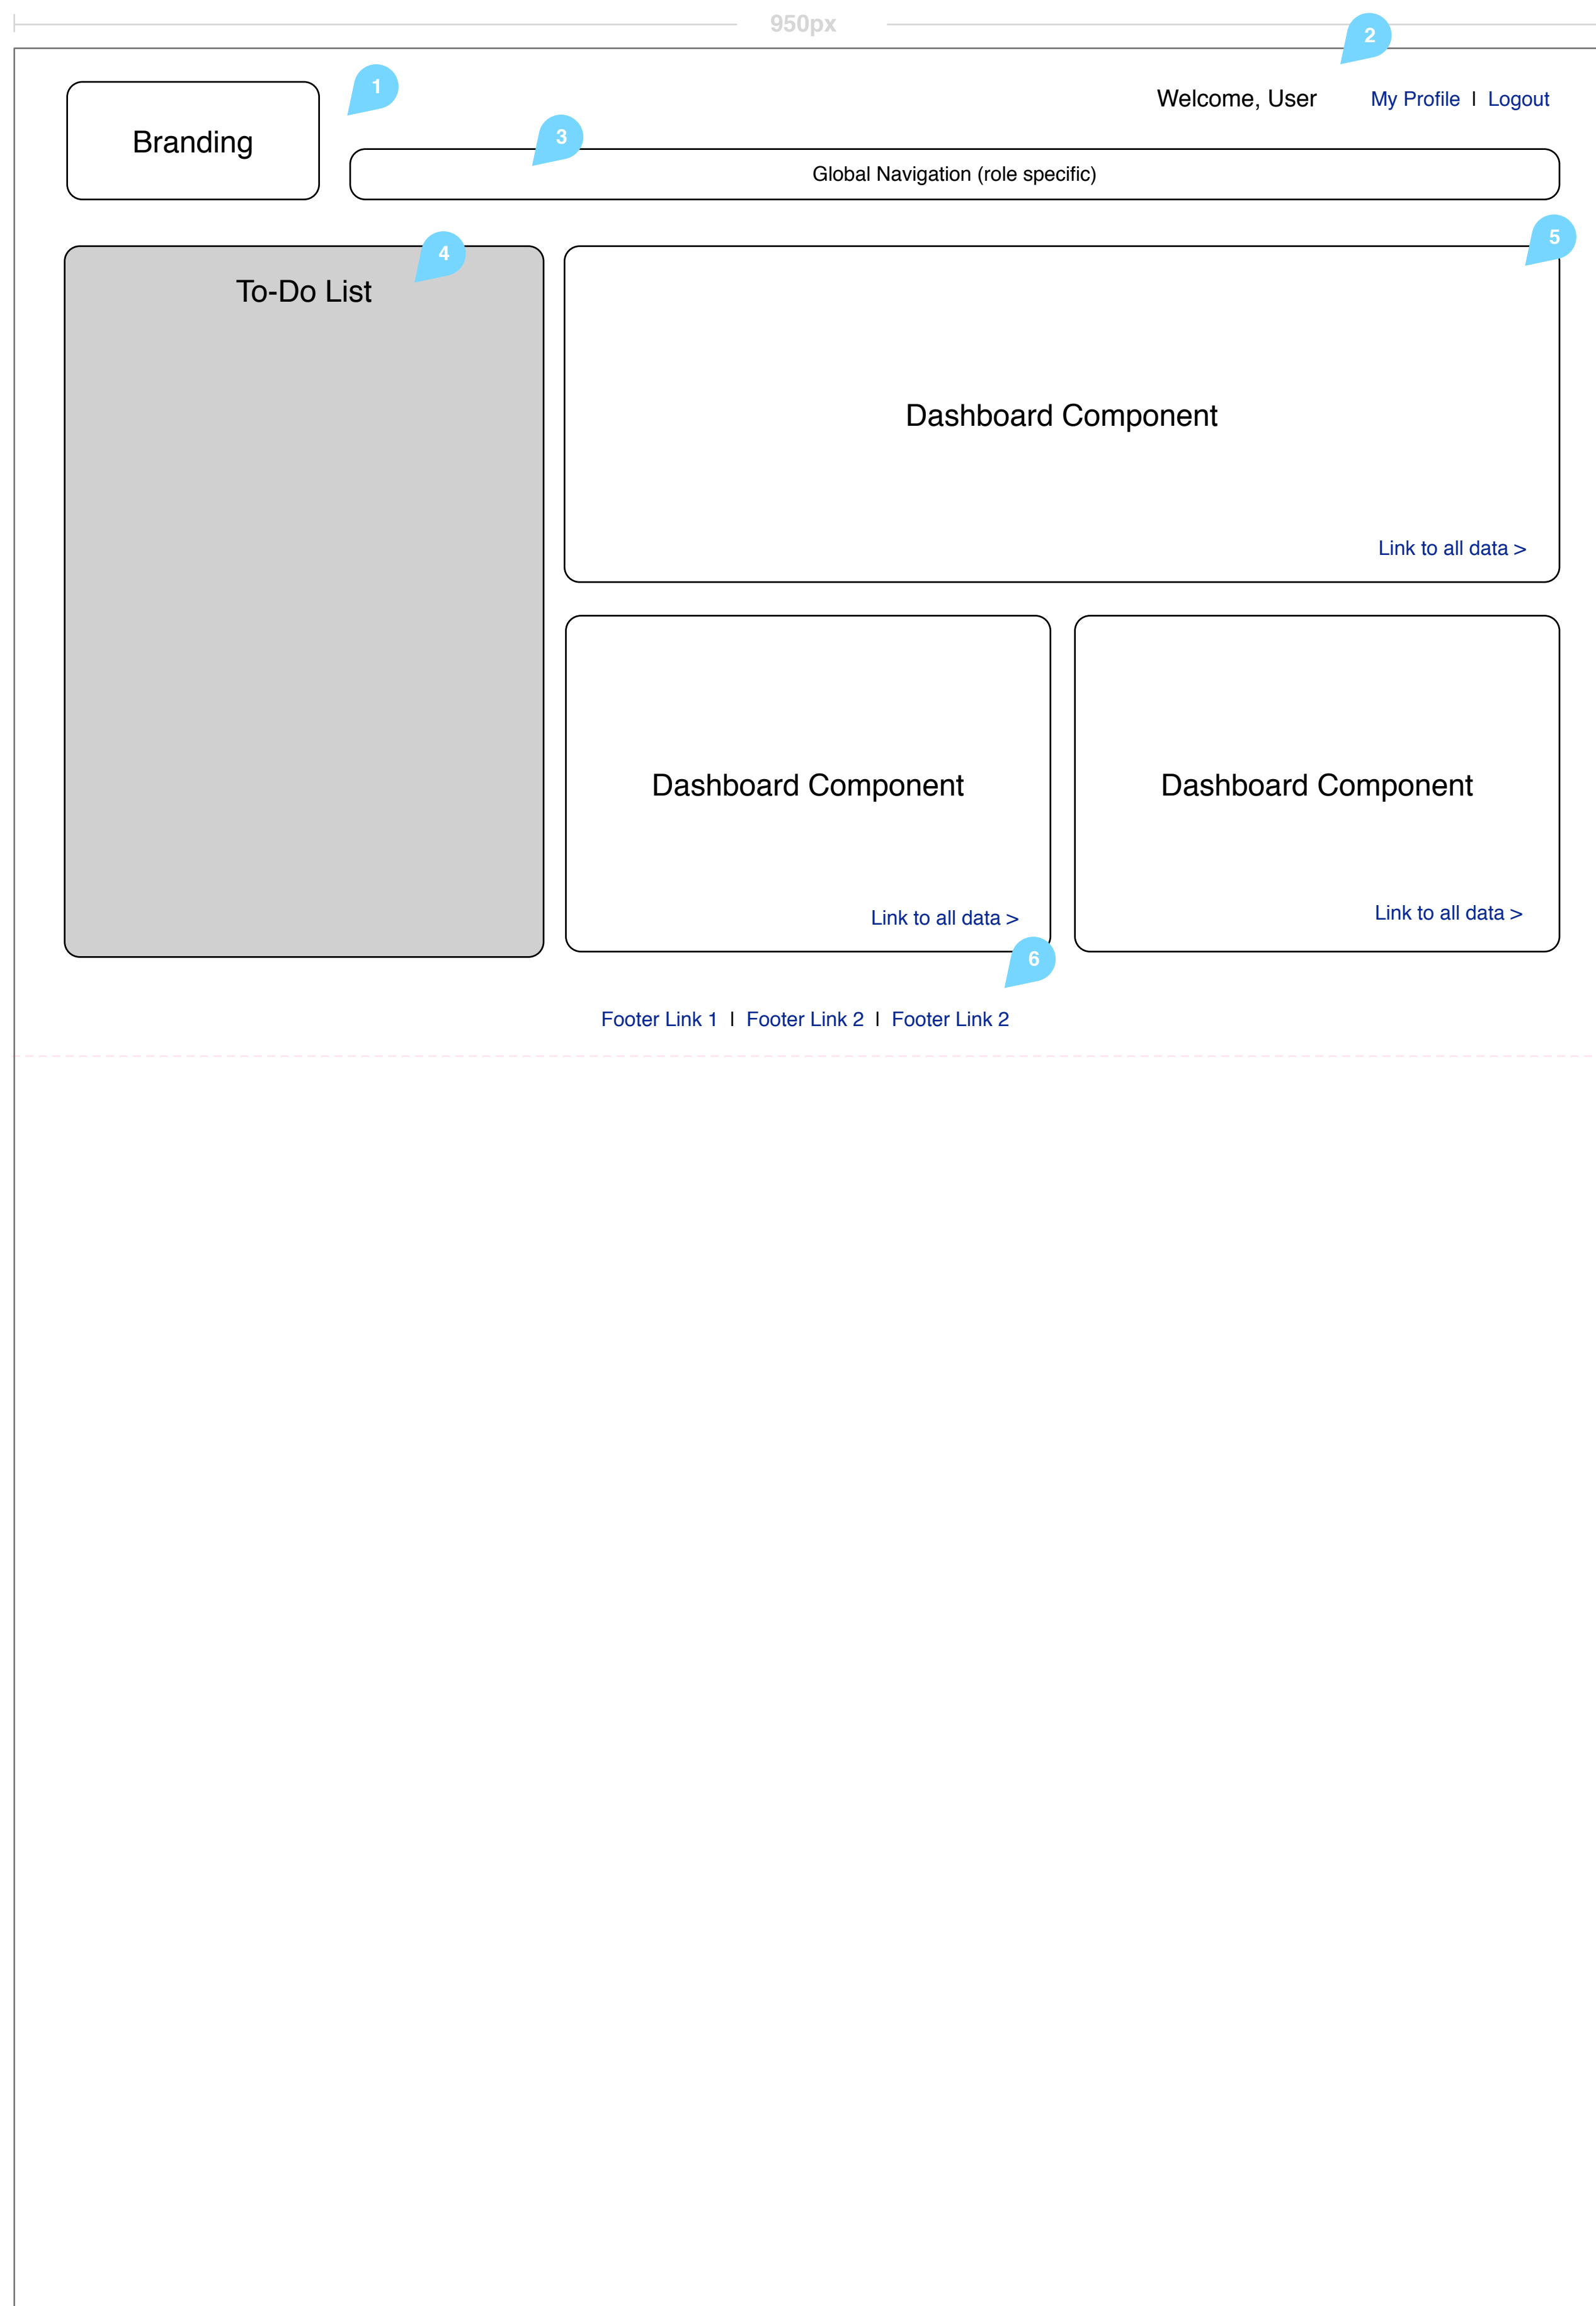 950px
2
1
Welcome, User My Profile | Logout
Branding
3
Global Navigation (role specific)
5
4
To-Do List
Dashboard Component
Link to all data >
Dashboard Component Dashboard Component
Link to all data > Link to all data >
6
Footer Link 1 | Footer Link 2 | Footer Link 2